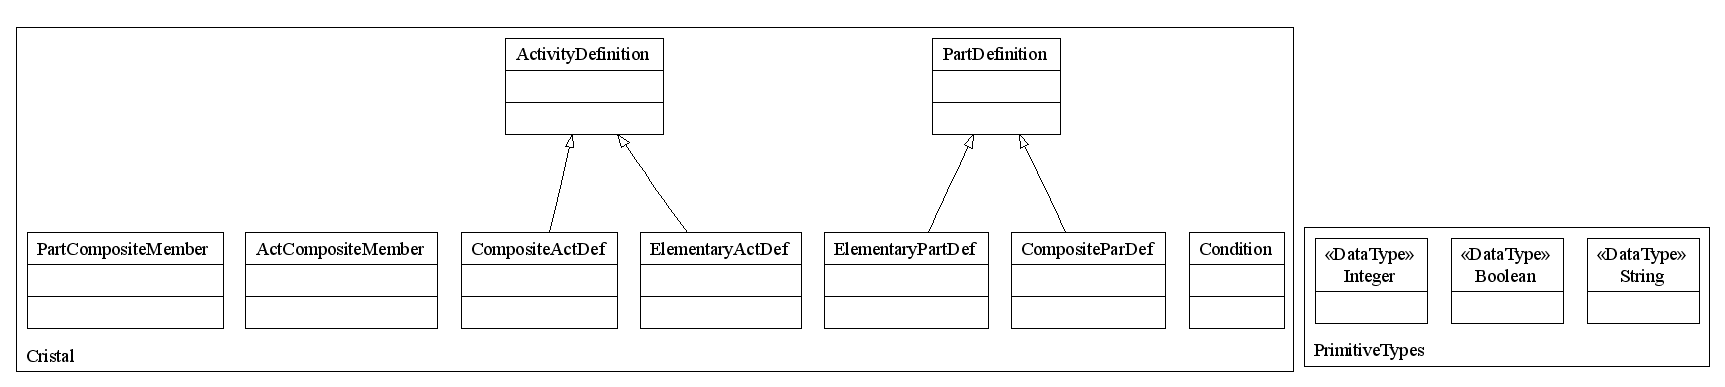 ActivityDefinition
PartDefinition
PartCompositeMember
ActCompositeMember
CompositeActDef
ElementaryActDef
ElementaryPartDef
CompositeParDef
Condition
Cristal
«DataType»
Integer
«DataType»
Boolean
«DataType»
String
PrimitiveTypes